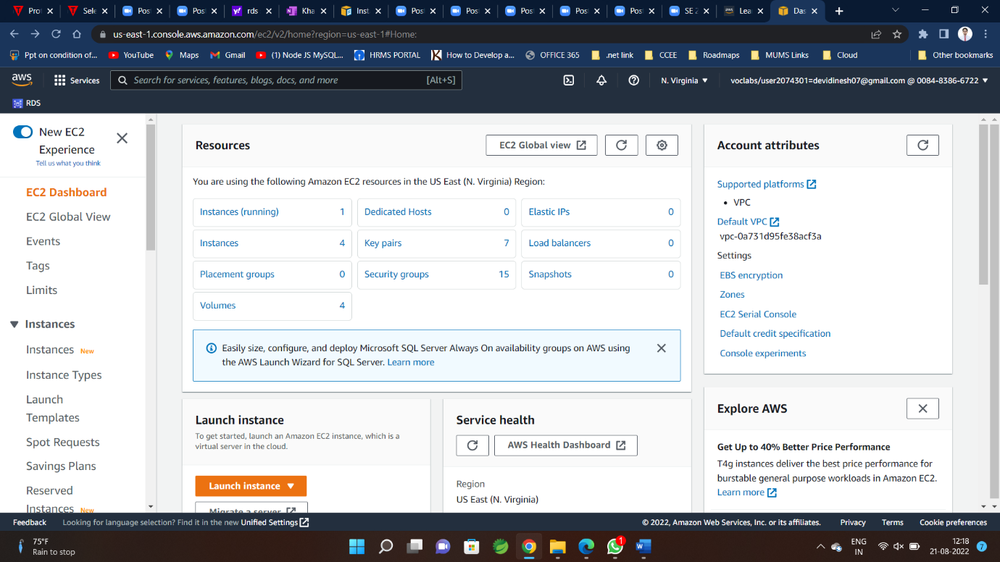 Pro
Sele
Post
Post
rds
Kha
Inst
Post
Post
Post
Post
Post
SE 2
Lea
Das
us-east-1.console.aws.amazon.com/ec2/v2/home?region=us-east-1#Home:
Ppt on condition of...
YouTube
Maps
Gmail
(1) Node JS MySQL...
HRMS PORTAL
How to Develop a...
OFFICE 365
.net link
CCEE
Roadmaps
MUMS Links
Cloud
Other bookmarks
aws
Services
Search for services, features, blogs, docs, and more
[Alt+S]
N. Virginia
voclabs/user2074301=devidinesh07@gmail.com @ 0084-8386-6722
RDS
New EC2
Experience
Tell us what you think
EC2 Dashboard
EC2 Global View
Events
Tags
Limits
Instances
Instances New
Instance Types
Launch
Templates
Spot Requests
Savings Plans
Reserved
Instances New
Resources
EC2 Global view
You are using the following Amazon EC2 resources in the US East (N. Virginia) Region:
Instances (running) 1
Dedicated Hosts 0
Elastic IPs 0
Instances 4
Key pairs 7
Load balancers 0
Placement groups 0
Security groups 15
Snapshots 0
Volumes 4
Easily size, configure, and deploy Microsoft SQL Server Always On availability groups on AWS using
the AWS Launch Wizard for SQL Server. Learn more
Launch instance
To get started, launch an Amazon EC2 instance, which is a
virtual server in the cloud.
Launch instance
Migrate a server
Service health
AWS Health Dashboard
Region
US East (N. Virginia)
Account attributes
Supported platforms
• VPC
Default VPC
vpc-0a731d95fe38acf3a
Settings
EBS encryption
Zones
EC2 Serial Console
Default credit specification
Console experiments
Explore AWS
Get Up to 40% Better Price Performance
T4g instances deliver the best price performance for
burstable general purpose workloads in Amazon EC2.
Learn more
Feedback
Looking for language selection? Find it in the new Unified Settings
© 2022, Amazon Web Services, Inc. or its affiliates.
Privacy
Terms
Cookie preferences
75°F
Rain to stop
1
ENG
IN
12:18
21-08-2022
7